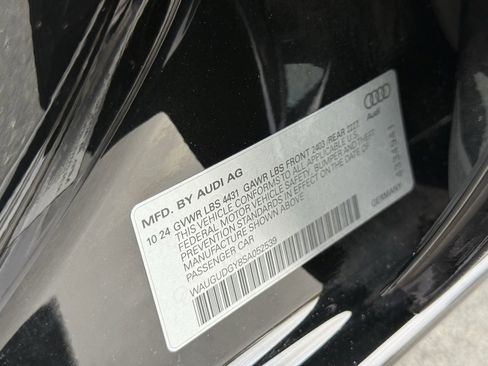 Audi
MFD. BY AUDI AG
10 24 GVWR LBS 4431 GAWR LBS FRONT 2403 /REAR 2227
THIS VEHICLE CONFORMS TO ALL APPLICABLE U.S.
FEDERAL MOTOR VEHICLE SAFETY, BUMPER AND THEFT
PREVENTION STANDARDS IN EFFECT ON THE DATE OF
MANUFACTURE SHOWN ABOVE.
PASSENGER CAR
WAUGUDGY8SA052539
GERMANY
4334941